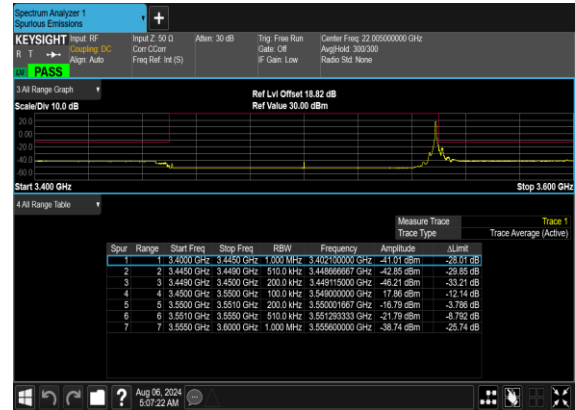 Spectrum Analyzer 1
Spurious Emissions
KEYSIGHT Input: RF Input Z: 50 Ω Atten: 30 dB Trig: Free Run Center Freq: 22.005000000 GHz
R T Coupling: DC Corr CCorr Gate: Off Avg|Hold: 300/300
Align: Auto Freq Ref: Int (S) IF Gain: Low Radio Std: None
PASS
3 All Range Graph
Ref Lvl Offset 18.82 dB
Scale/Div 10.0 dB Ref Value 30.00 dBm
20.0
0.00
-20.0
-40.0
-60.0
Start 3.400 GHz Stop 3.600 GHz
4 All Range Table
Measure Trace Trace 1
Trace Type Trace Average (Active)
Spur Range Start Freq Stop Freq RBW Frequency Amplitude ΔLimit
1 1 3.4000 GHz 3.4450 GHz 1.000 MHz 3.402100000 GHz -41.01 dBm -28.01 dB
2 2 3.4450 GHz 3.4490 GHz 510.0 kHz 3.448666667 GHz -42.85 dBm -29.85 dB
3 3 3.4490 GHz 3.4500 GHz 200.0 kHz 3.449115000 GHz -46.21 dBm -33.21 dB
4 4 3.4500 GHz 3.5500 GHz 100.0 kHz 3.549000000 GHz 17.86 dBm -12.14 dB
5 5 3.5500 GHz 3.5510 GHz 200.0 kHz 3.550001667 GHz -16.79 dBm -3.786 dB
6 6 3.5510 GHz 3.5550 GHz 510.0 kHz 3.551293333 GHz -21.79 dBm -8.792 dB
7 7 3.5550 GHz 3.6000 GHz 1.000 MHz 3.555600000 GHz -38.74 dBm -25.74 dB
?
Aug 06, 2024
5:07:22 AM